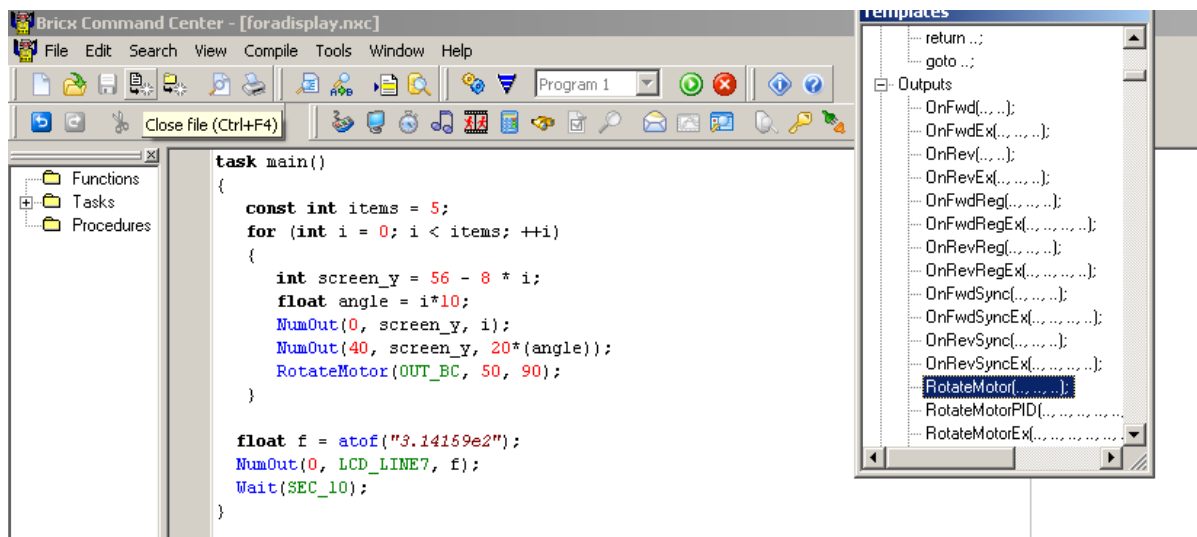 Bricx Command Center - [foradisplay.nxc]
File Edit Search View Compile Tools Window Help
Program 1
Close file (Ctrl+F4)
Functions
Tasks
Procedures
task main()
{
const int items = 5;
for (int i = 0; i < items; ++i)
{
int screen_y = 56 - 8 * i;
float angle = i*10;
NumOut(0, screen_y, i);
NumOut(40, screen_y, 20*(angle));
RotateMotor(OUT_BC, 50, 90);
}
float f = atof("3.14159e2");
NumOut(0, LCD_LINE7, f);
Wait(SEC_10);
}
Templates
return ..;
goto ..;
Outputs
OnFwd(.., ..);
OnFwdEx(.., .., ..);
OnRev(.., ..);
OnRevEx(.., .., ..);
OnFwdReg(.., .., ..);
OnFwdRegEx(.., .., .., ..);
OnRevReg(.., .., ..);
OnRevRegEx(.., .., .., ..);
OnFwdSync(.., .., ..);
OnFwdSyncEx(.., .., .., ..);
OnRevSync(.., .., ..);
OnRevSyncEx(.., .., .., ..);
RotateMotor(.., .., ..);
RotateMotorPID(.., .., .., .., ..
RotateMotorEx(.., .., .., .., .., .